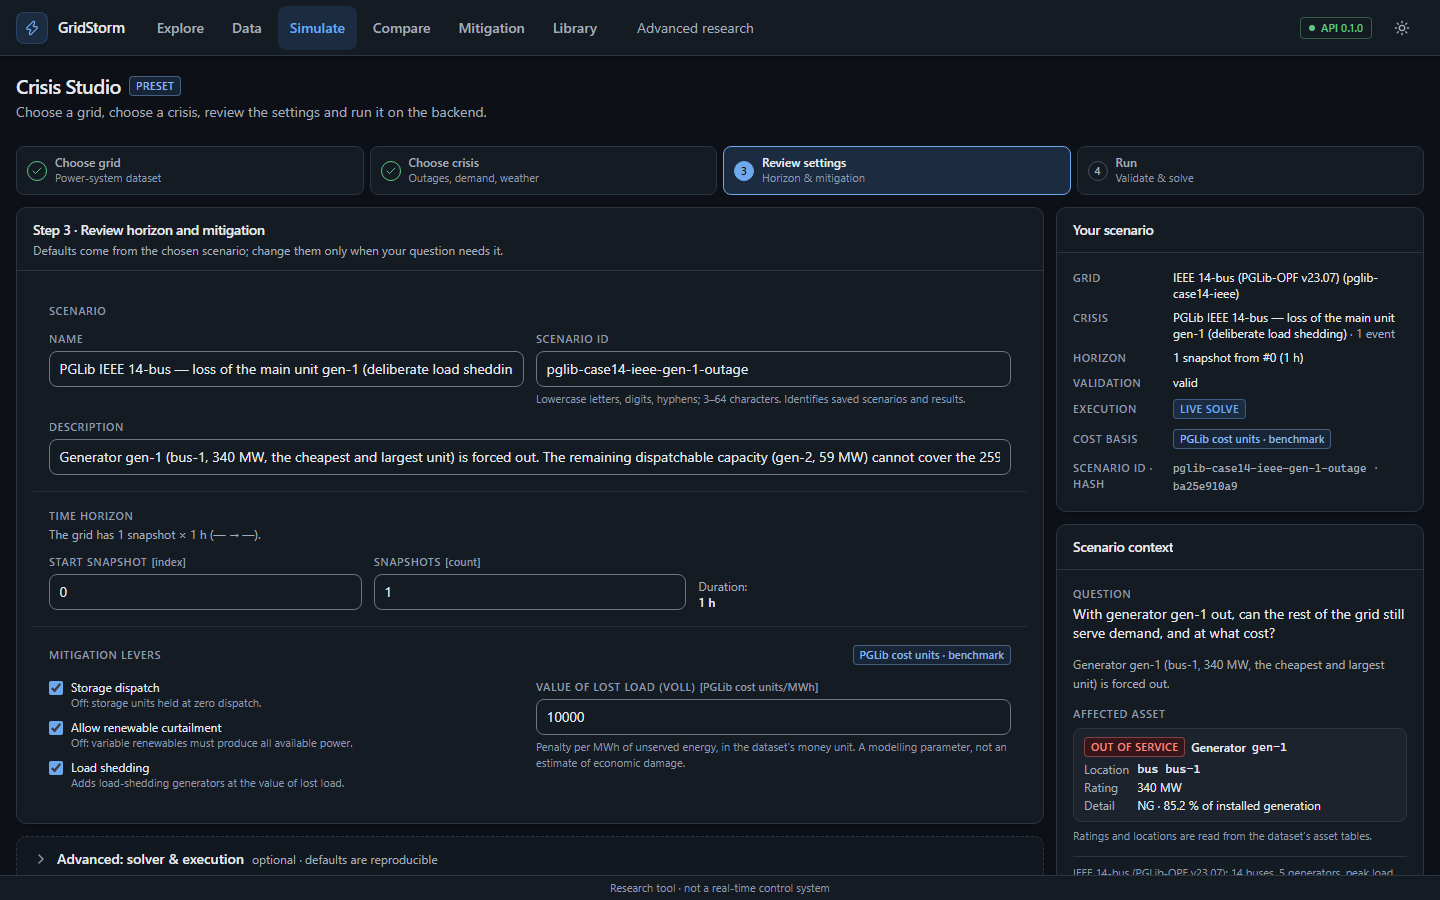 GridStorm
Explore
Data
Simulate
Compare
Mitigation
Library
Advanced research
API 0.1.0
Crisis Studio
PRESET
Choose a grid, choose a crisis, review the settings and run it on the backend.
Choose grid
Power-system dataset
Choose crisis
Outages, demand, weather
3
Review settings
Horizon & mitigation
4
Run
Validate & solve
Step 3 · Review horizon and mitigation
Defaults come from the chosen scenario; change them only when your question needs it.
SCENARIO
NAME
PGLib IEEE 14-bus — loss of the main unit gen-1 (deliberate load sheddin
SCENARIO ID
pglib-case14-ieee-gen-1-outage
Lowercase letters, digits, hyphens; 3–64 characters. Identifies saved scenarios and results.
DESCRIPTION
Generator gen-1 (bus-1, 340 MW, the cheapest and largest unit) is forced out. The remaining dispatchable capacity (gen-2, 59 MW) cannot cover the 259
TIME HORIZON
The grid has 1 snapshot × 1 h (— → —).
START SNAPSHOT [index]
0
SNAPSHOTS [count]
1
Duration:
1 h
MITIGATION LEVERS
PGLib cost units · benchmark
Storage dispatch
Off: storage units held at zero dispatch.
Allow renewable curtailment
Off: variable renewables must produce all available power.
Load shedding
Adds load-shedding generators at the value of lost load.
VALUE OF LOST LOAD (VOLL) [PGLib cost units/MWh]
10000
Penalty per MWh of unserved energy, in the dataset's money unit. A modelling parameter, not an
estimate of economic damage.
Advanced: solver & execution optional · defaults are reproducible
Your scenario
GRID
IEEE 14-bus (PGLib-OPF v23.07) (pglib-
case14-ieee)
CRISIS
PGLib IEEE 14-bus — loss of the main unit
gen-1 (deliberate load shedding) · 1 event
HORIZON
1 snapshot from #0 (1 h)
VALIDATION
valid
EXECUTION
LIVE SOLVE
COST BASIS
PGLib cost units · benchmark
SCENARIO ID ·
HASH
pglib-case14-ieee-gen-1-outage ·
ba25e910a9
Scenario context
QUESTION
With generator gen-1 out, can the rest of the grid still
serve demand, and at what cost?
Generator gen-1 (bus-1, 340 MW, the cheapest and largest
unit) is forced out.
AFFECTED ASSET
OUT OF SERVICE Generator gen-1
Location bus bus-1
Rating 340 MW
Detail NG · 85.2 % of installed generation
Ratings and locations are read from the dataset's asset tables.
IEEE 14-bus (PGLib-OPF v23.07): 14 buses, 5 generators, peak load
Research tool · not a real-time control system